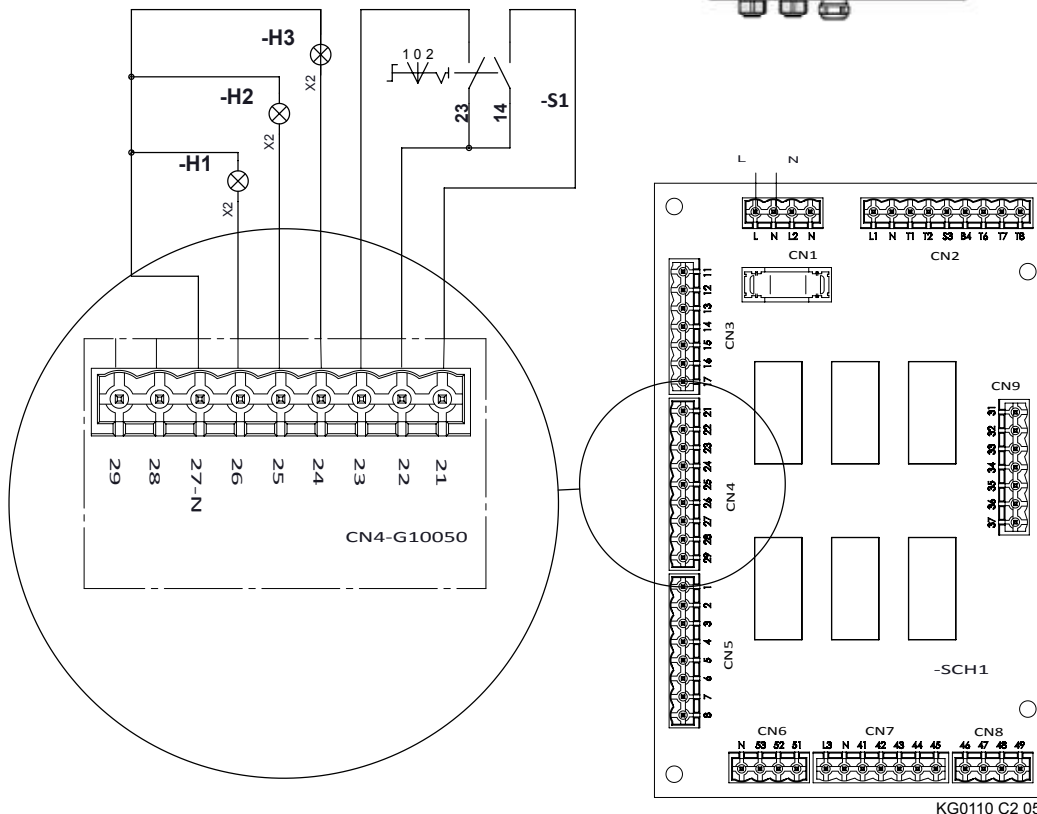 -H3
X2
-H2
X2
-H1
X2
1 0 2
23
14
-S1
29
28
27-N
26
25
24
23
22
21
CN4-G10050
L N
L N L2 N
CN1
L1 N T1 T2 S3 B4 T6 T7 T8
CN2
11
12
13
14
15
16
17
CN3
21
22
23
24
25
26
27
28
29
CN4
1
2
3
4
5
6
7
8
CN5
CN9
31
32
33
34
35
36
37
-SCH1
CN6
N 53 52 51
CN7
L3 N 41 42 43 44 45
CN8
46 47 48 49
KG0110 C2 05